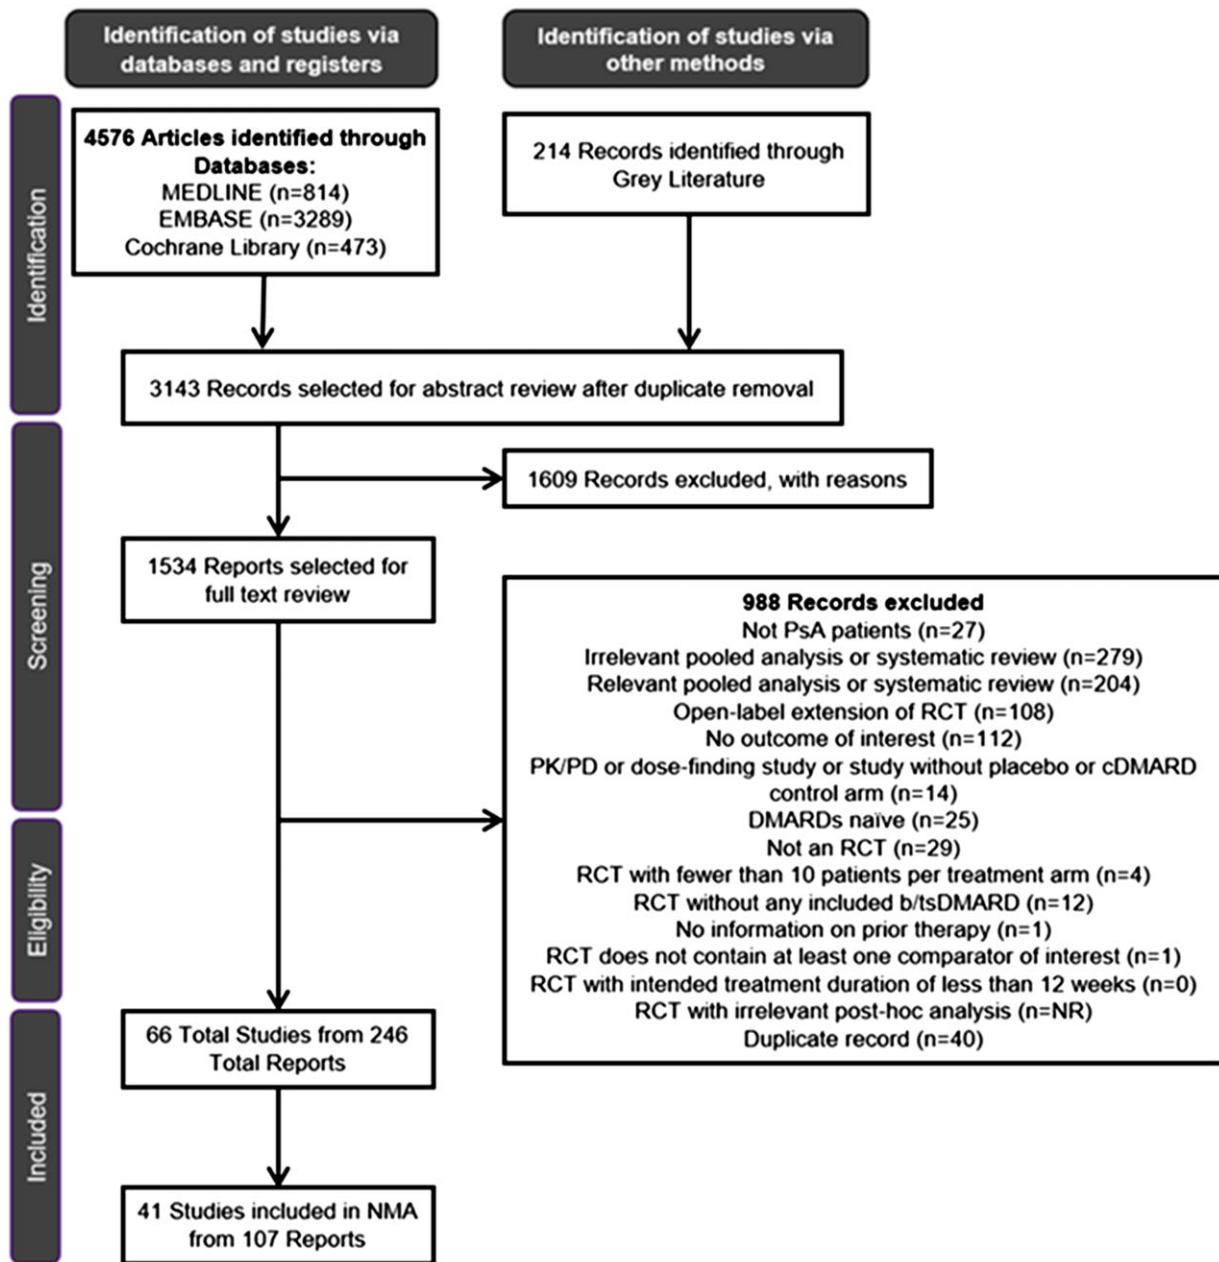 Identification of studies via
databases and registers
Identification of studies via
other methods
Identification
4576 Articles identified through
Databases:
MEDLINE (n=814)
EMBASE (n=3289)
Cochrane Library (n=473)
214 Records identified through
Grey Literature
3143 Records selected for abstract review after duplicate removal
Screening
1609 Records excluded, with reasons
1534 Reports selected for
full text review
988 Records excluded
Not PsA patients (n=27)
Irrelevant pooled analysis or systematic review (n=279)
Relevant pooled analysis or systematic review (n=204)
Open-label extension of RCT (n=108)
No outcome of interest (n=112)
PK/PD or dose-finding study or study without placebo or cDMARD
control arm (n=14)
DMARDs naïve (n=25)
Not an RCT (n=29)
RCT with fewer than 10 patients per treatment arm (n=4)
RCT without any included b/tsDMARD (n=12)
No information on prior therapy (n=1)
RCT does not contain at least one comparator of interest (n=1)
RCT with intended treatment duration of less than 12 weeks (n=0)
RCT with irrelevant post-hoc analysis (n=NR)
Duplicate record (n=40)
Eligibility
Included
66 Total Studies from 246
Total Reports
41 Studies included in NMA
from 107 Reports